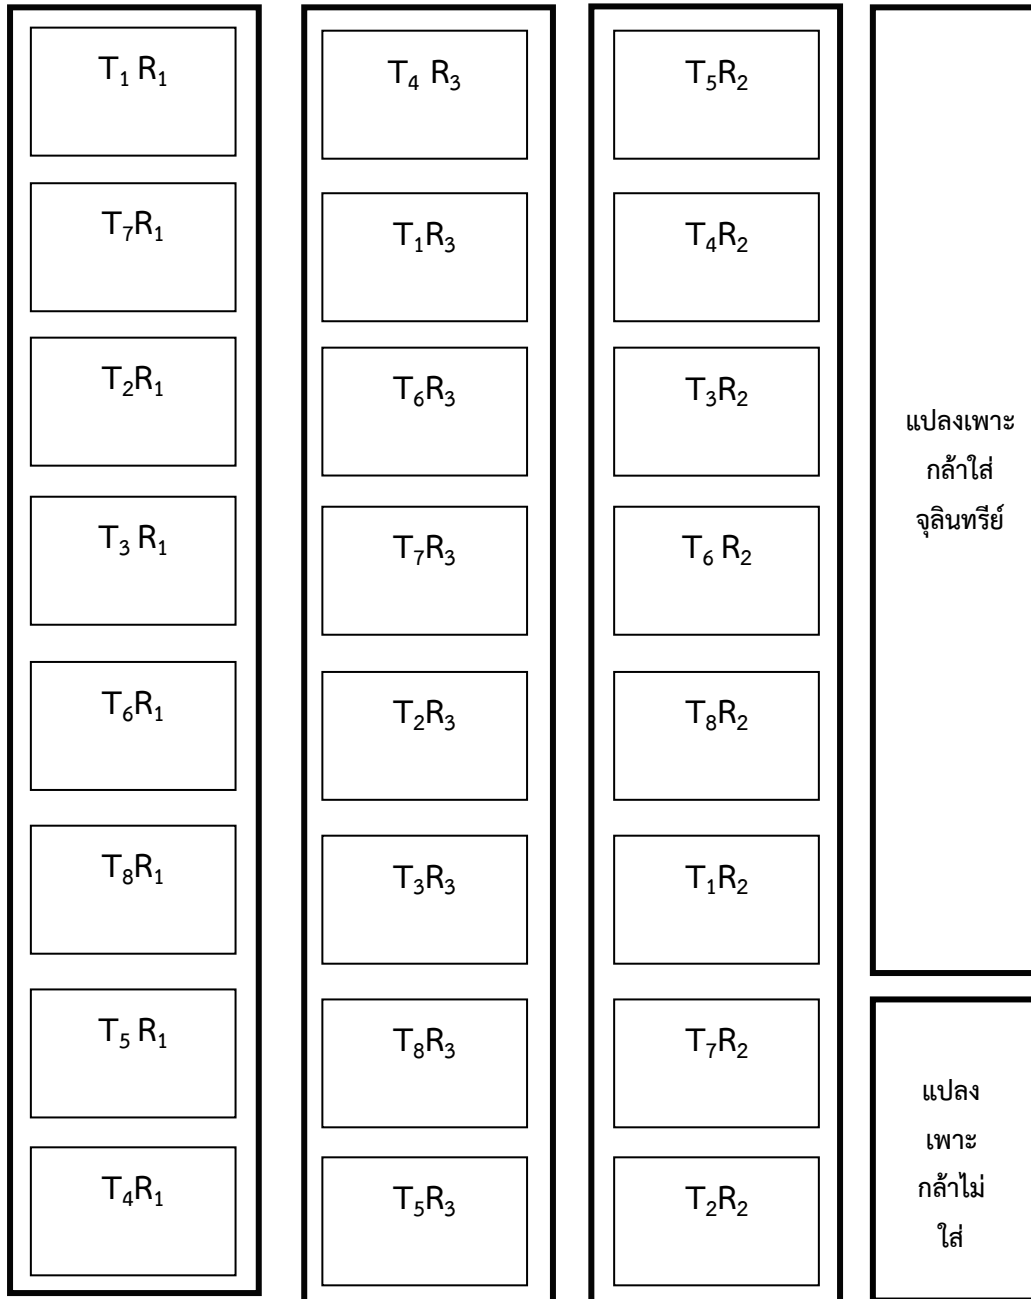 T₁ R₁
T₇R₁
T₂R₁
T₃ R₁
T₆R₁
T₈R₁
T₅ R₁
T₄R₁
T₄ R₃
T₁R₃
T₆R₃
T₇R₃
T₂R₃
T₃R₃
T₈R₃
T₅R₃
T₅R₂
T₄R₂
T₃R₂
T₆ R₂
T₈R₂
T₁R₂
T₇R₂
T₂R₂
แปลงเพาะ
กล้าใส่
จุลินทรีย์
แปลง
เพาะ
กล้าไม่
ใส่